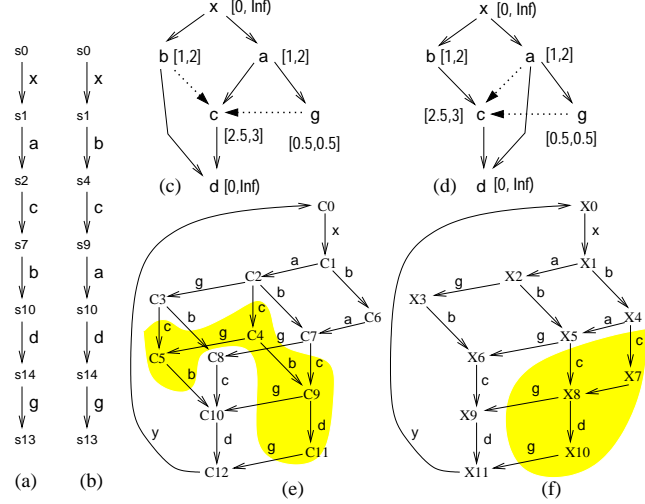 s0
x
s1
a
s2
c
s7
b
s10
d
s14
g
s13
(a)
s0
x
s1
b
s4
c
s9
a
s10
d
s14
g
s13
(b)
x [0, Inf)
b [1,2]
a [1,2]
c
g
[2.5,3]
[0.5,0.5]
(c)
d [0,Inf)
x [0, Inf)
b [1,2]
a [1,2]
[2.5,3] c
g
[0.5,0.5]
(d)
d [0, Inf)
C0
x
C1
a
b
C2
g
C3
c
b
C6
b
c
g
C4
g
C7
a
C5
C8
b
b
c
c
g
C9
C10
d
d
g
C11
y
C12
(e)
X0
x
X1
a
b
X2
g
X3
b
X4
b
a
c
X5
g
X6
c
X7
c
g
X8
X9
d
d
g
X10
y
X11
(f)